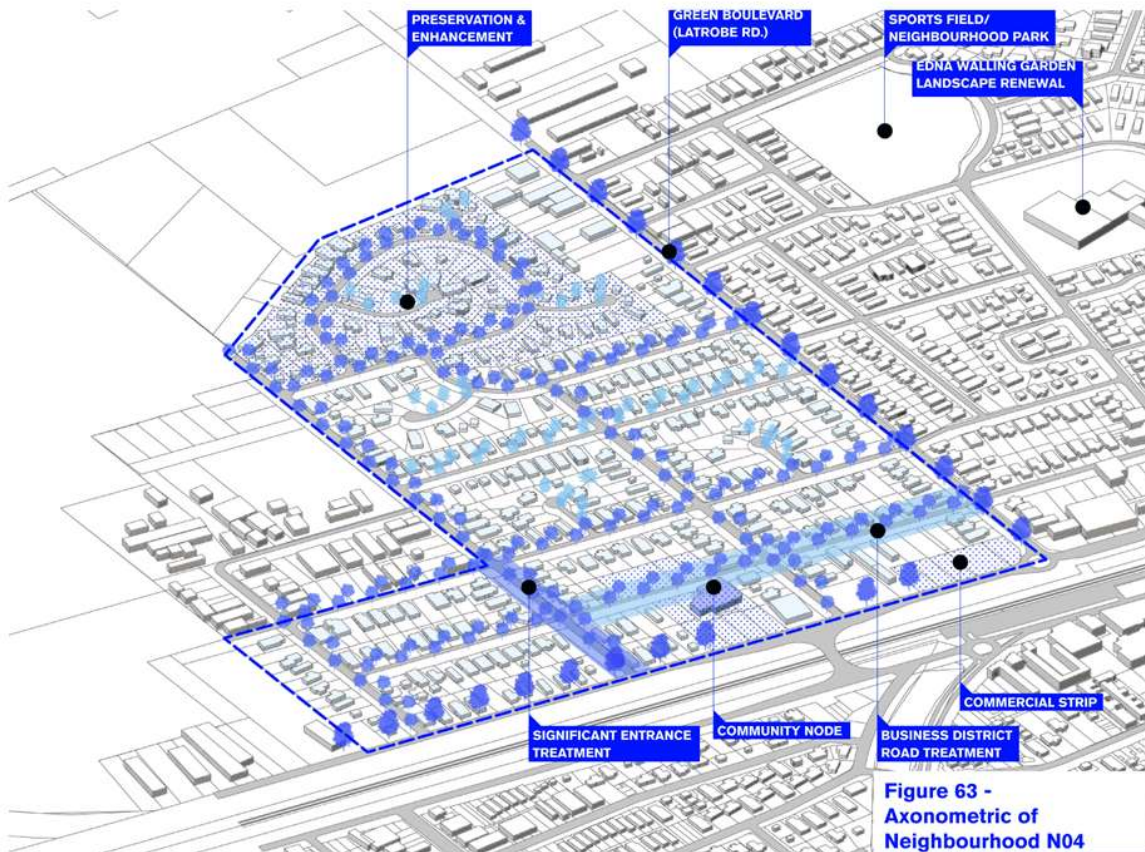 PRESERVATION &
ENHANCEMENT
GREEN BOULEVARD
(LATROBE RD.)
SPORTS FIELD/
NEIGHBOURHOOD PARK
EDNA WALLING GARDEN
LANDSCAPE RENEWAL
SIGNIFICANT ENTRANCE
TREATMENT
COMMUNITY NODE
BUSINESS DISTRICT
ROAD TREATMENT
COMMERCIAL STRIP
Figure 63 -
Axonometric of
Neighbourhood N04